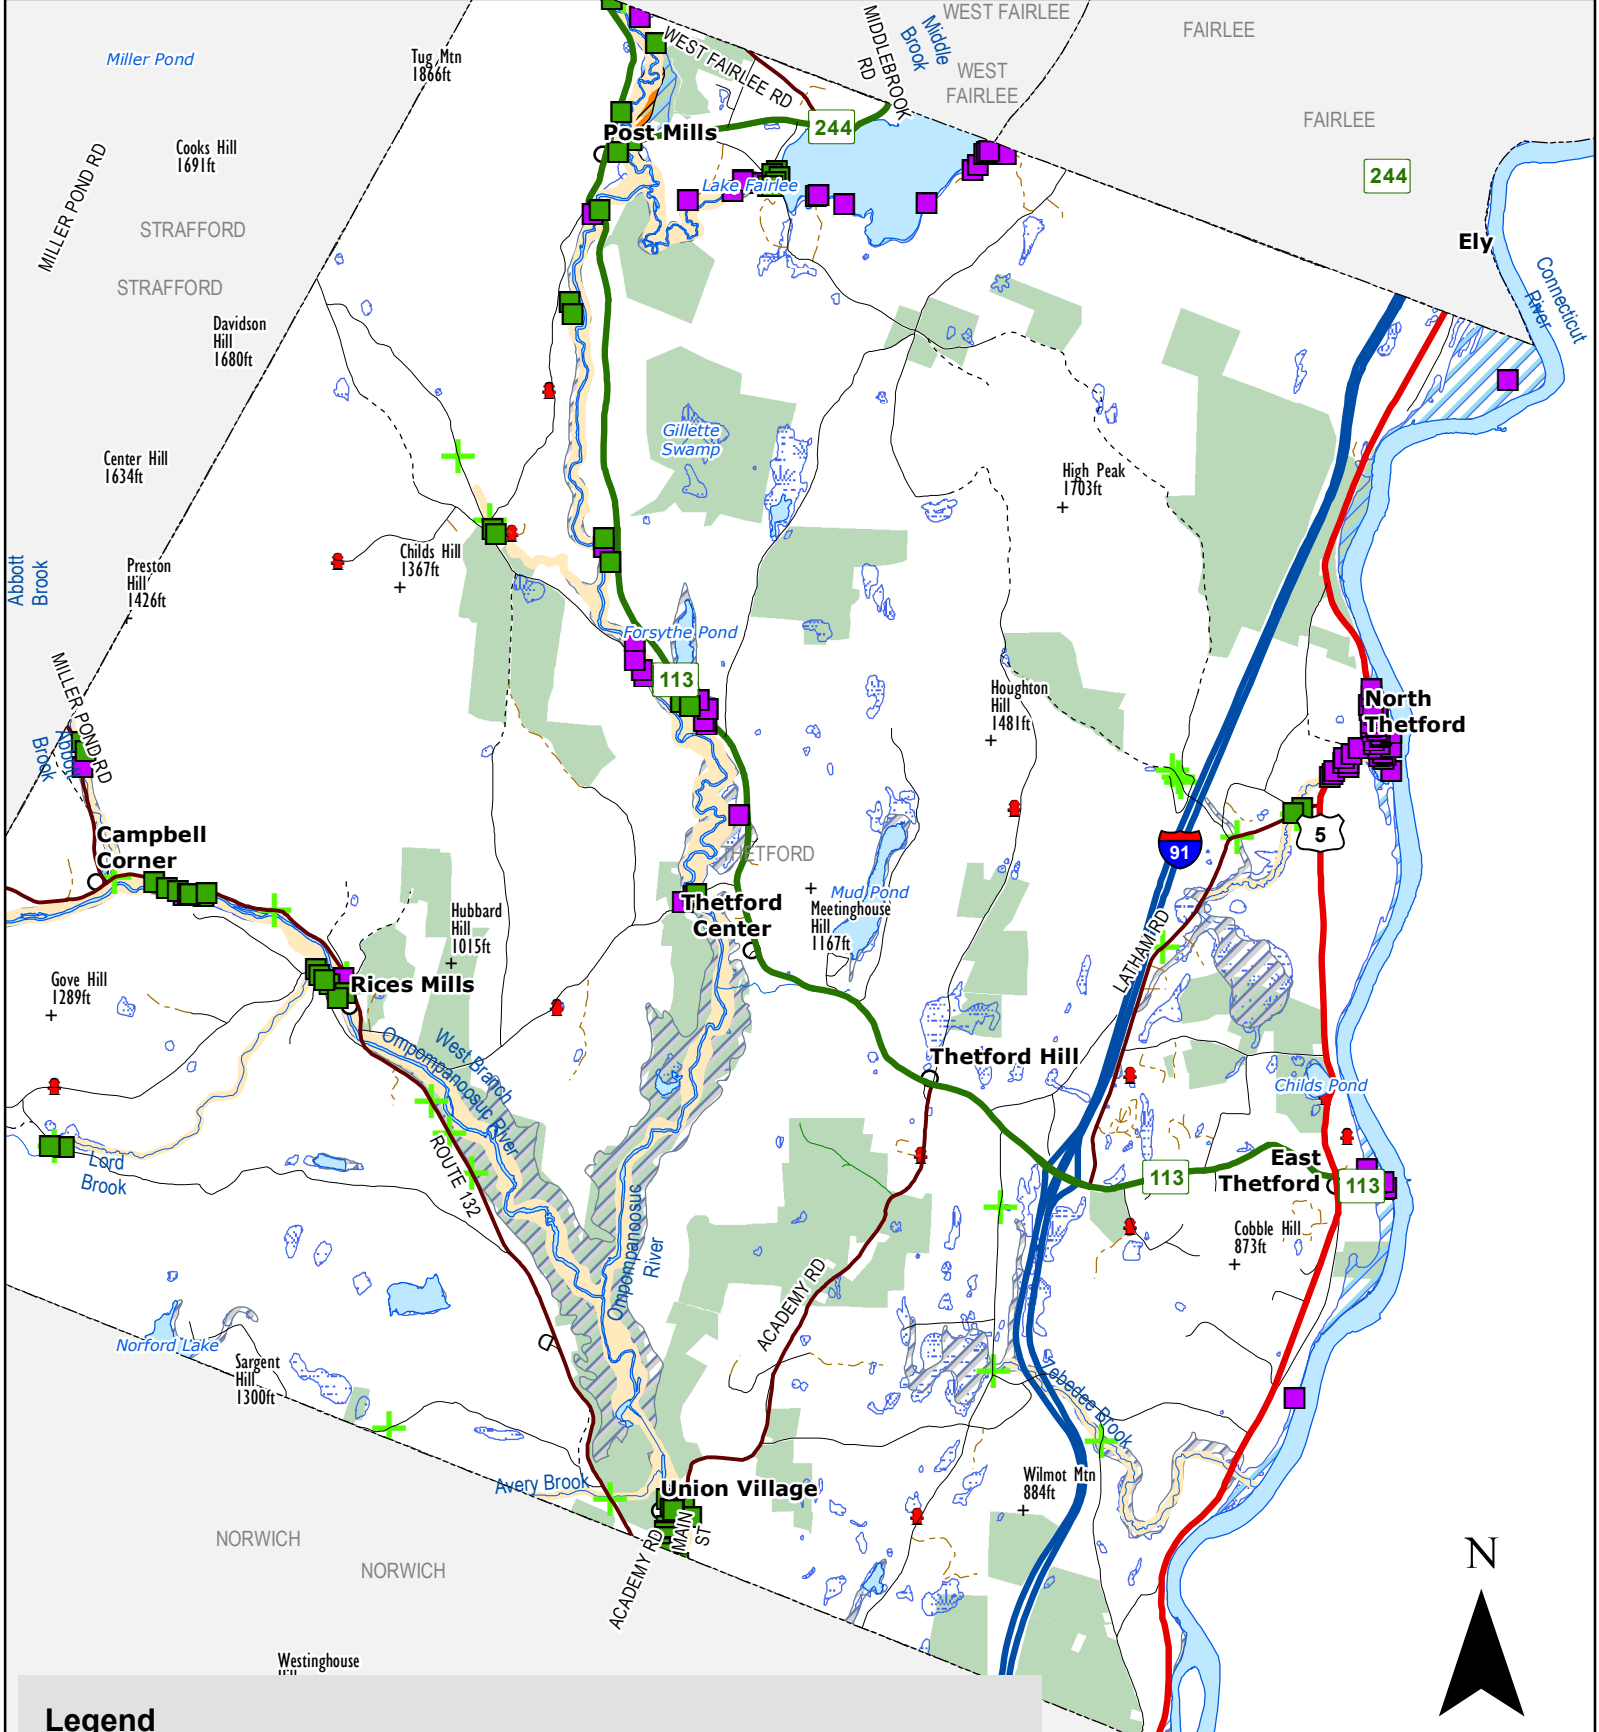 WEST FAIRLEE
FAIRLEE
MIDDLEBROOK
RD
Middle
Brook
Miller Pond
Tug Mtn
1866ft
WEST FAIRLEE RD
WEST
FAIRLEE
FAIRLEE
Post Mills
244
244
Cooks Hill
1691ft
MILLER POND RD
Lake Fairlee
STRAFFORD
Ely
STRAFFORD
Connecticut
River
Davidson
Hill
1680ft
Gillette
Swamp
Center Hill
1634ft
High Peak
1703ft
Abbott
Brook
Preston
Hill
1426ft
Childs Hill
1367ft
Forsythe Pond
113
MILLER POND RD
Abbott
Brook
Houghton
Hill
1481ft
North
Thetford
Campbell
Corner
5
91
THETFORD
Mud Pond
Thetford
Center
Meetinghouse
Hill
1167ft
Hubbard
Hill
1015ft
LATHAM RD
Gove Hill
1289ft
Rices Mills
West Branch
Ompompanoosuc River
Thetford Hill
Childs Pond
Lord
Brook
ROUTE 132
113
East
Thetford
113
Ompompanoosuc
River
Cobble Hill
873ft
ACADEMY RD
Norford Lake
Sargent
Hill
1300ft
Zebedee Brook
Avery Brook
Union Village
Wilmot Mtn
884ft
NORWICH
NORWICH
ACADEMY RD
MAIN
ST
N
Westinghouse
Hill
Legend